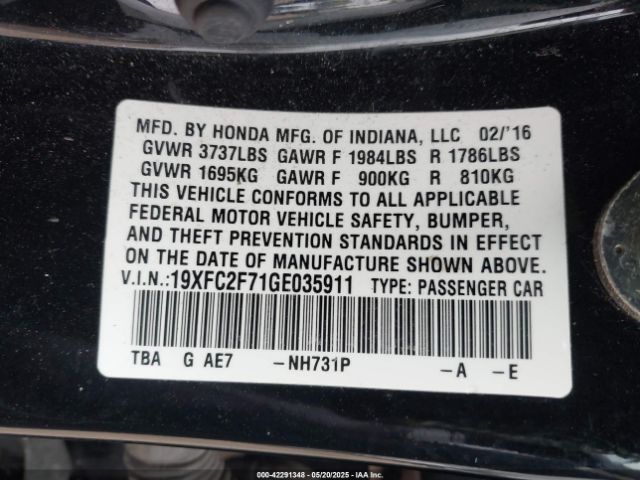 MFD. BY HONDA MFG. OF INDIANA, LLC 02/'16
GVWR 3737LBS GAWR F 1984LBS R 1786LBS
GVWR 1695KG GAWR F 900KG R 810KG
THIS VEHICLE CONFORMS TO ALL APPLICABLE
FEDERAL MOTOR VEHICLE SAFETY, BUMPER,
AND THEFT PREVENTION STANDARDS IN EFFECT
ON THE DATE OF MANUFACTURE SHOWN ABOVE.
V.I.N.:19XFC2F71GE035911 TYPE: PASSENGER CAR
TBA G AE7 -NH731P -A -E
000-42291348 - 05/20/2025 - IAAI.COM